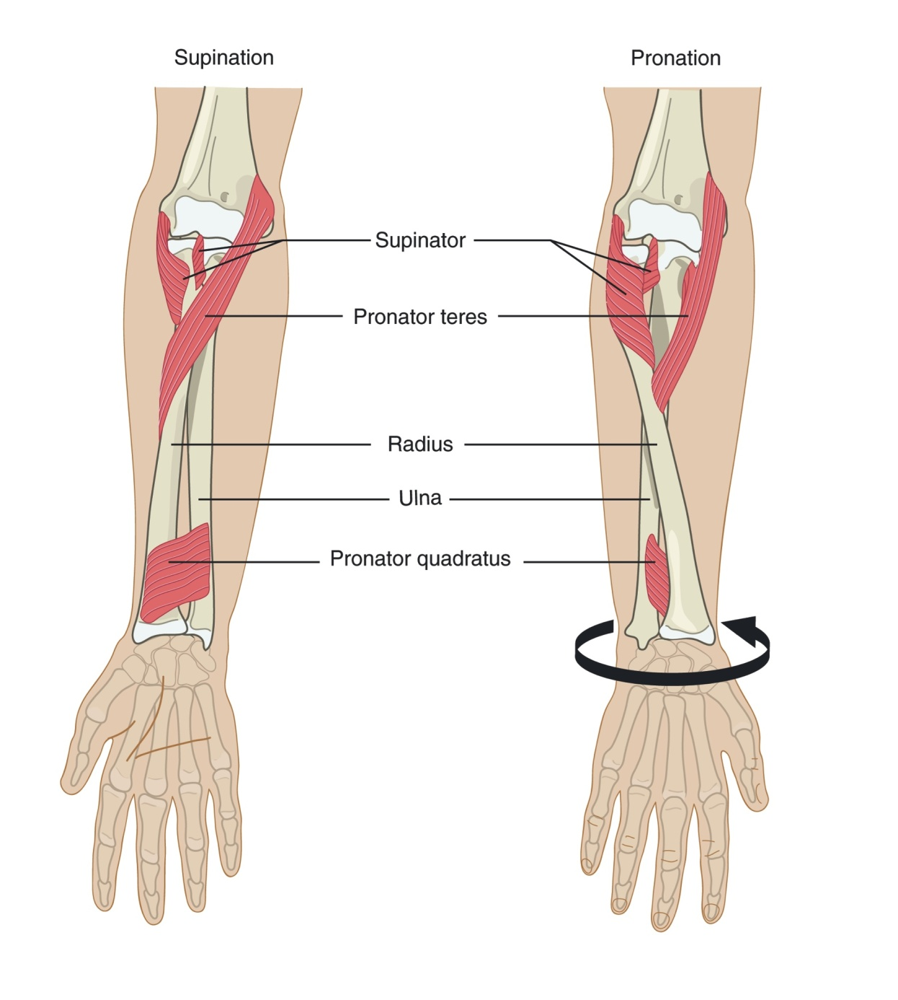 Supination
Pronation
Supinator
Pronator teres
Radius
Ulna
Pronator quadratus